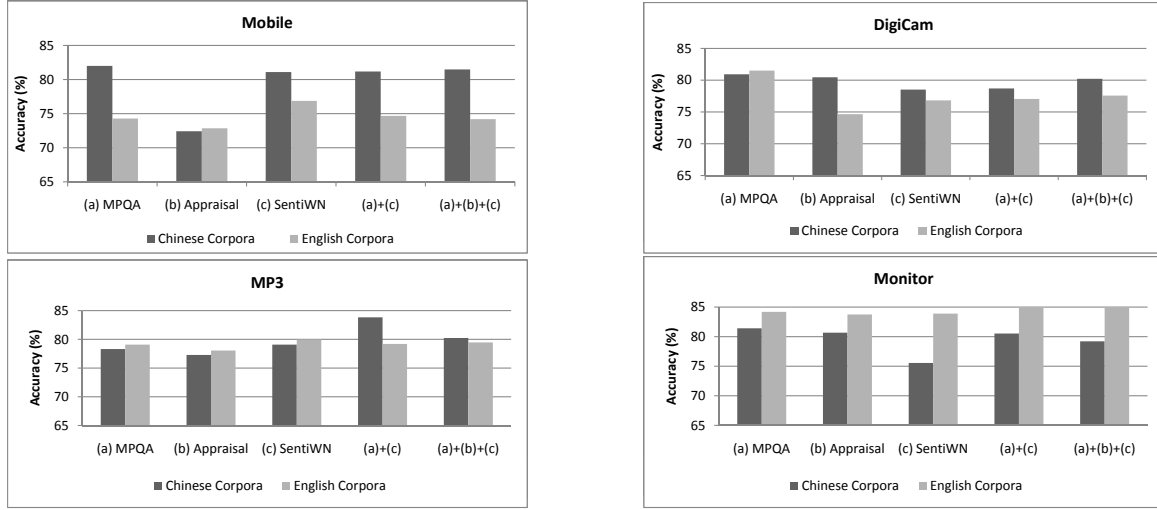 Mobile
Accuracy (%)
85
80
75
70
65
(a) MPQA (b) Appraisal (c) SentiWN (a)+(c) (a)+(b)+(c)
Chinese Corpora English Corpora
DigiCam
Accuracy (%)
85
80
75
70
65
(a) MPQA (b) Appraisal (c) SentiWN (a)+(c) (a)+(b)+(c)
Chinese Corpora English Corpora
MP3
Accuracy (%)
85
80
75
70
65
(a) MPQA (b) Appraisal (c) SentiWN (a)+(c) (a)+(b)+(c)
Chinese Corpora English Corpora
Monitor
Accuracy (%)
85
80
75
70
65
(a) MPQA (b) Appraisal (c) SentiWN (a)+(c) (a)+(b)+(c)
Chinese Corpora English Corpora